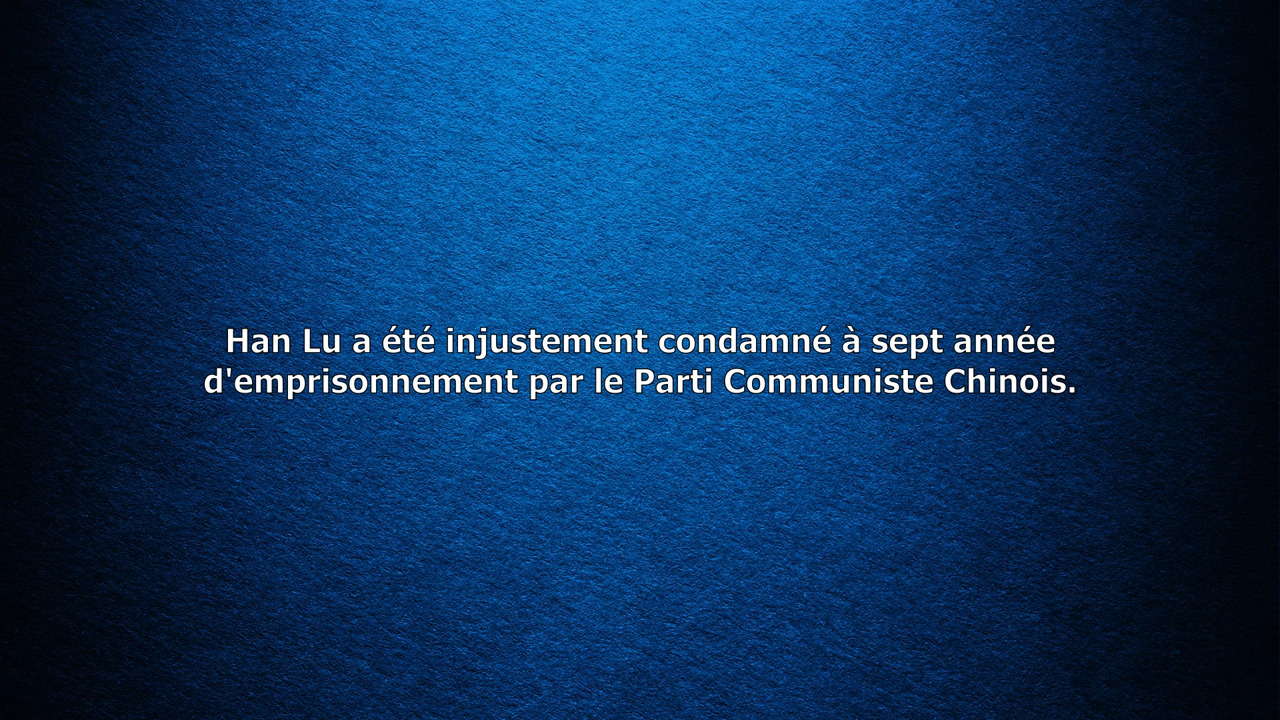 Han Lu a été injustement condamné à sept année
d'emprisonnement par le Parti Communiste Chinois.